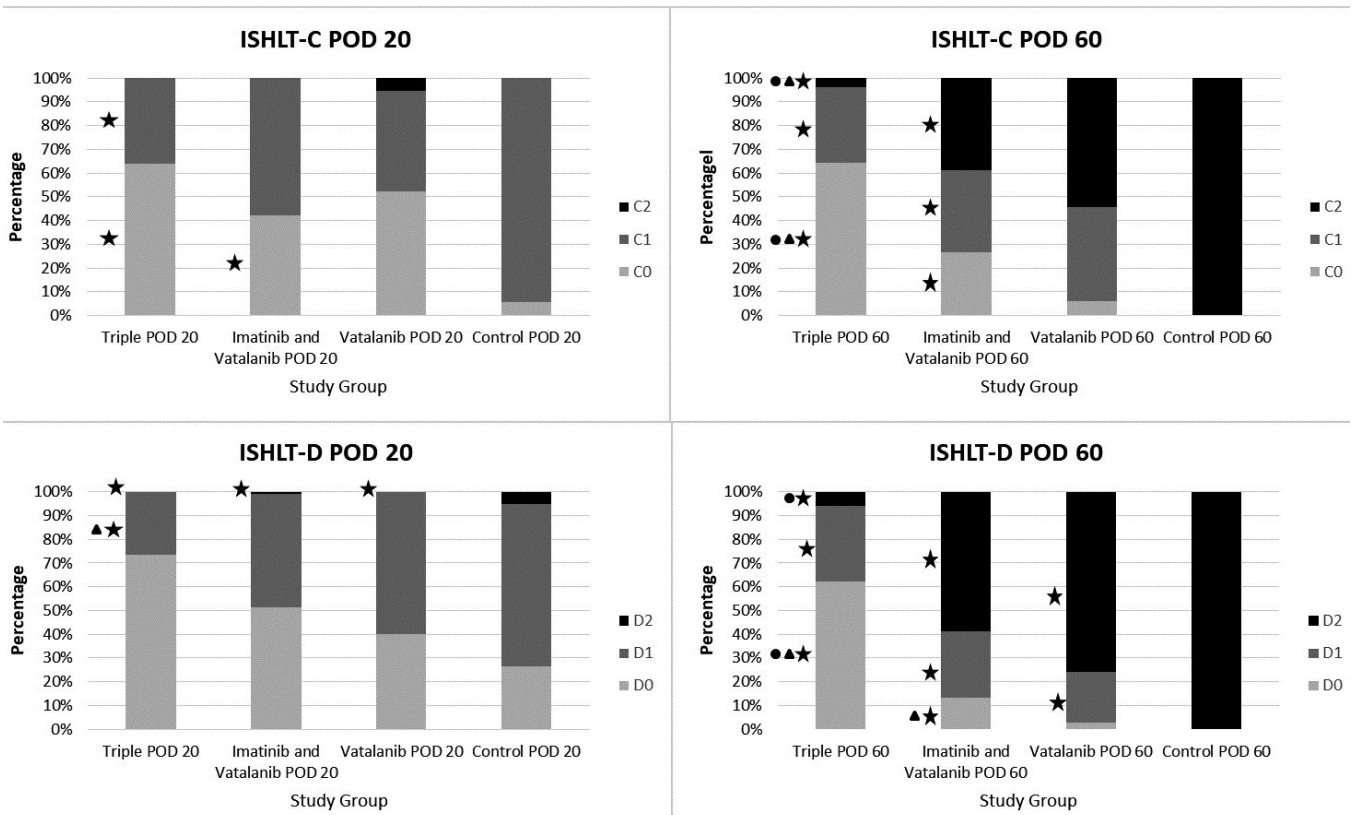 ISHLT-C POD 20
100%
90%
80%
70%
60%
50%
40%
30%
20%
10%
0%
Percentage
C2
C1
C0
Triple POD 20
Imatinib and
Vatalanib POD 20
Vatalanib POD 20
Control POD 20
Study Group
ISHLT-C POD 60
100%
90%
80%
70%
60%
50%
40%
30%
20%
10%
0%
Percentagel
C2
C1
C0
Triple POD 60
Imatinib and
Vatalanib POD 60
Vatalanib POD 60
Control POD 60
Study Group
ISHLT-D POD 20
100%
90%
80%
70%
60%
50%
40%
30%
20%
10%
0%
Percentage
D2
D1
D0
Triple POD 20
Imatinib and
Vatalanib POD 20
Vatalanib POD 20
Control POD 20
Study Group
ISHLT-D POD 60
100%
90%
80%
70%
60%
50%
40%
30%
20%
10%
0%
Percentage
D2
D1
D0
Triple POD 60
Imatinib and
Vatalanib POD 60
Vatalanib POD 60
Control POD 60
Study Group